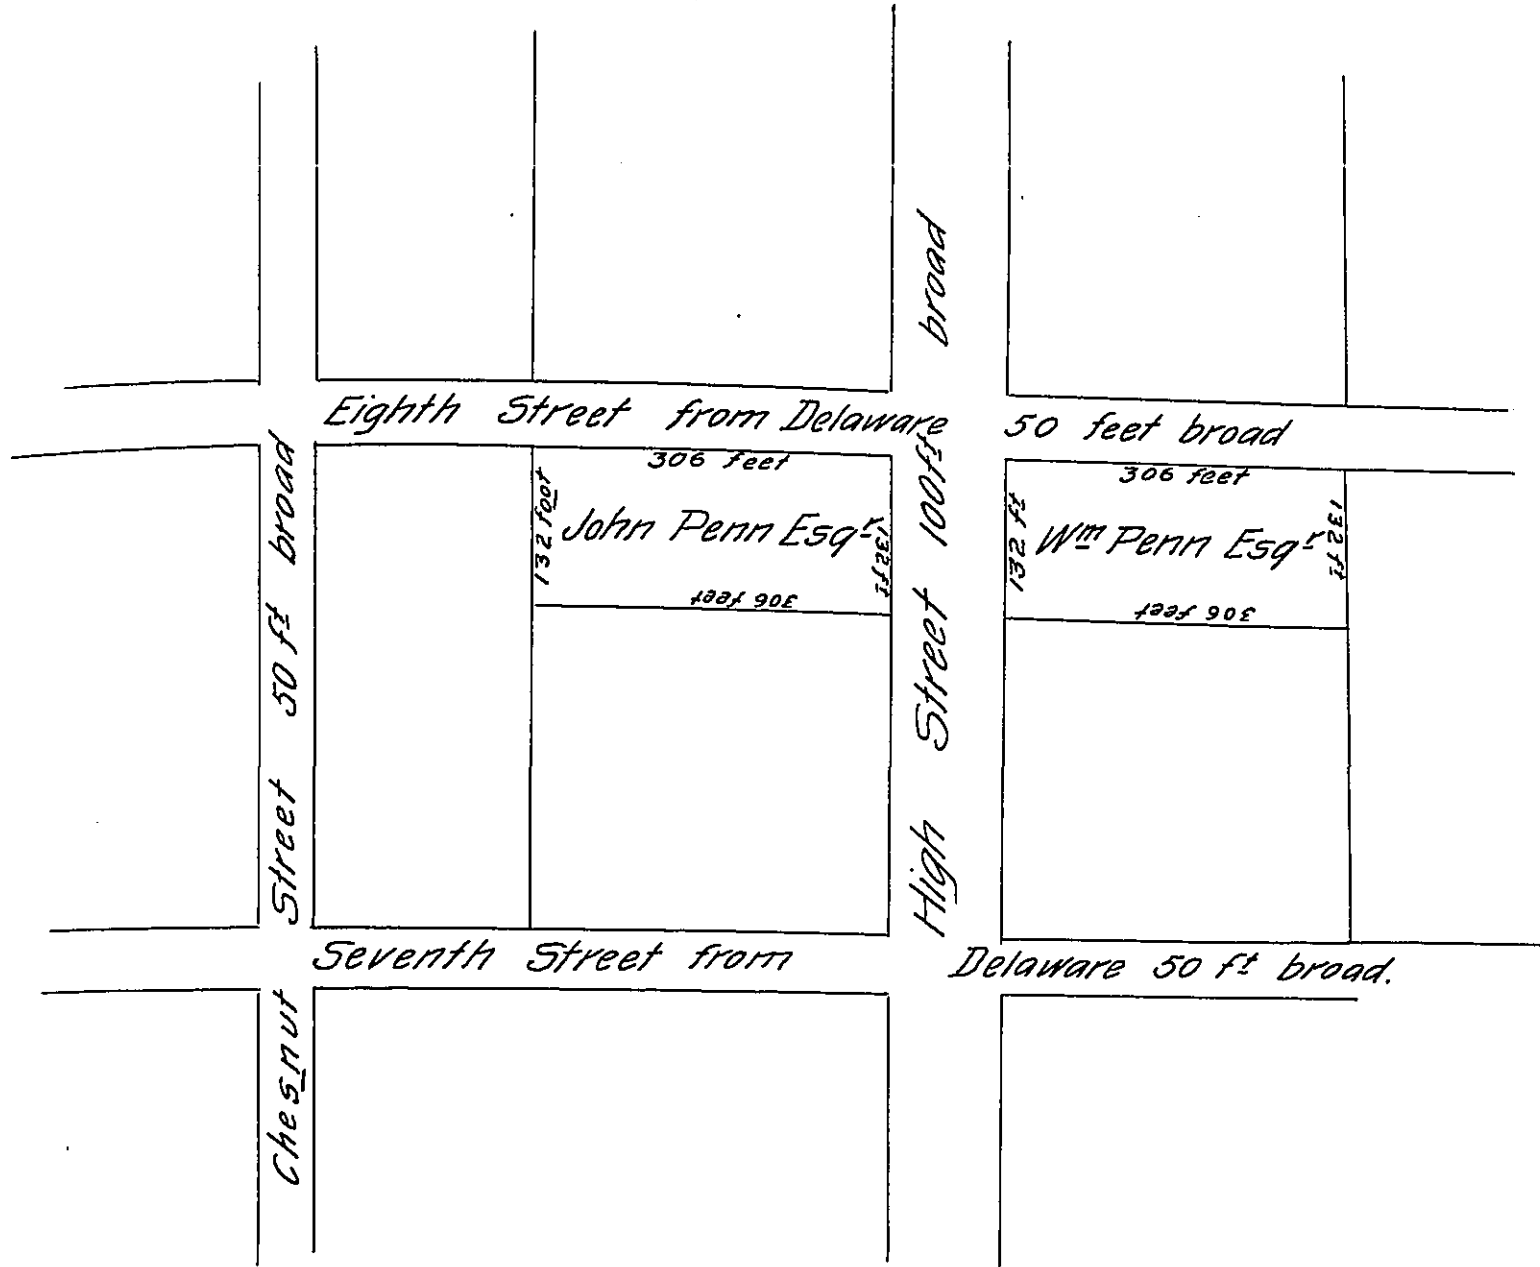 Eighth Street from Delaware 50 feet broad
306 feet
132 foot
John Penn Esqr
132 ft
306 feet
306 feet
132 ft
Wm Penn Esqr
132 ft
306 feet
Chesnut Street 50 ft broad
High Street 100 ft broad
Seventh Street from Delaware 50 ft broad.